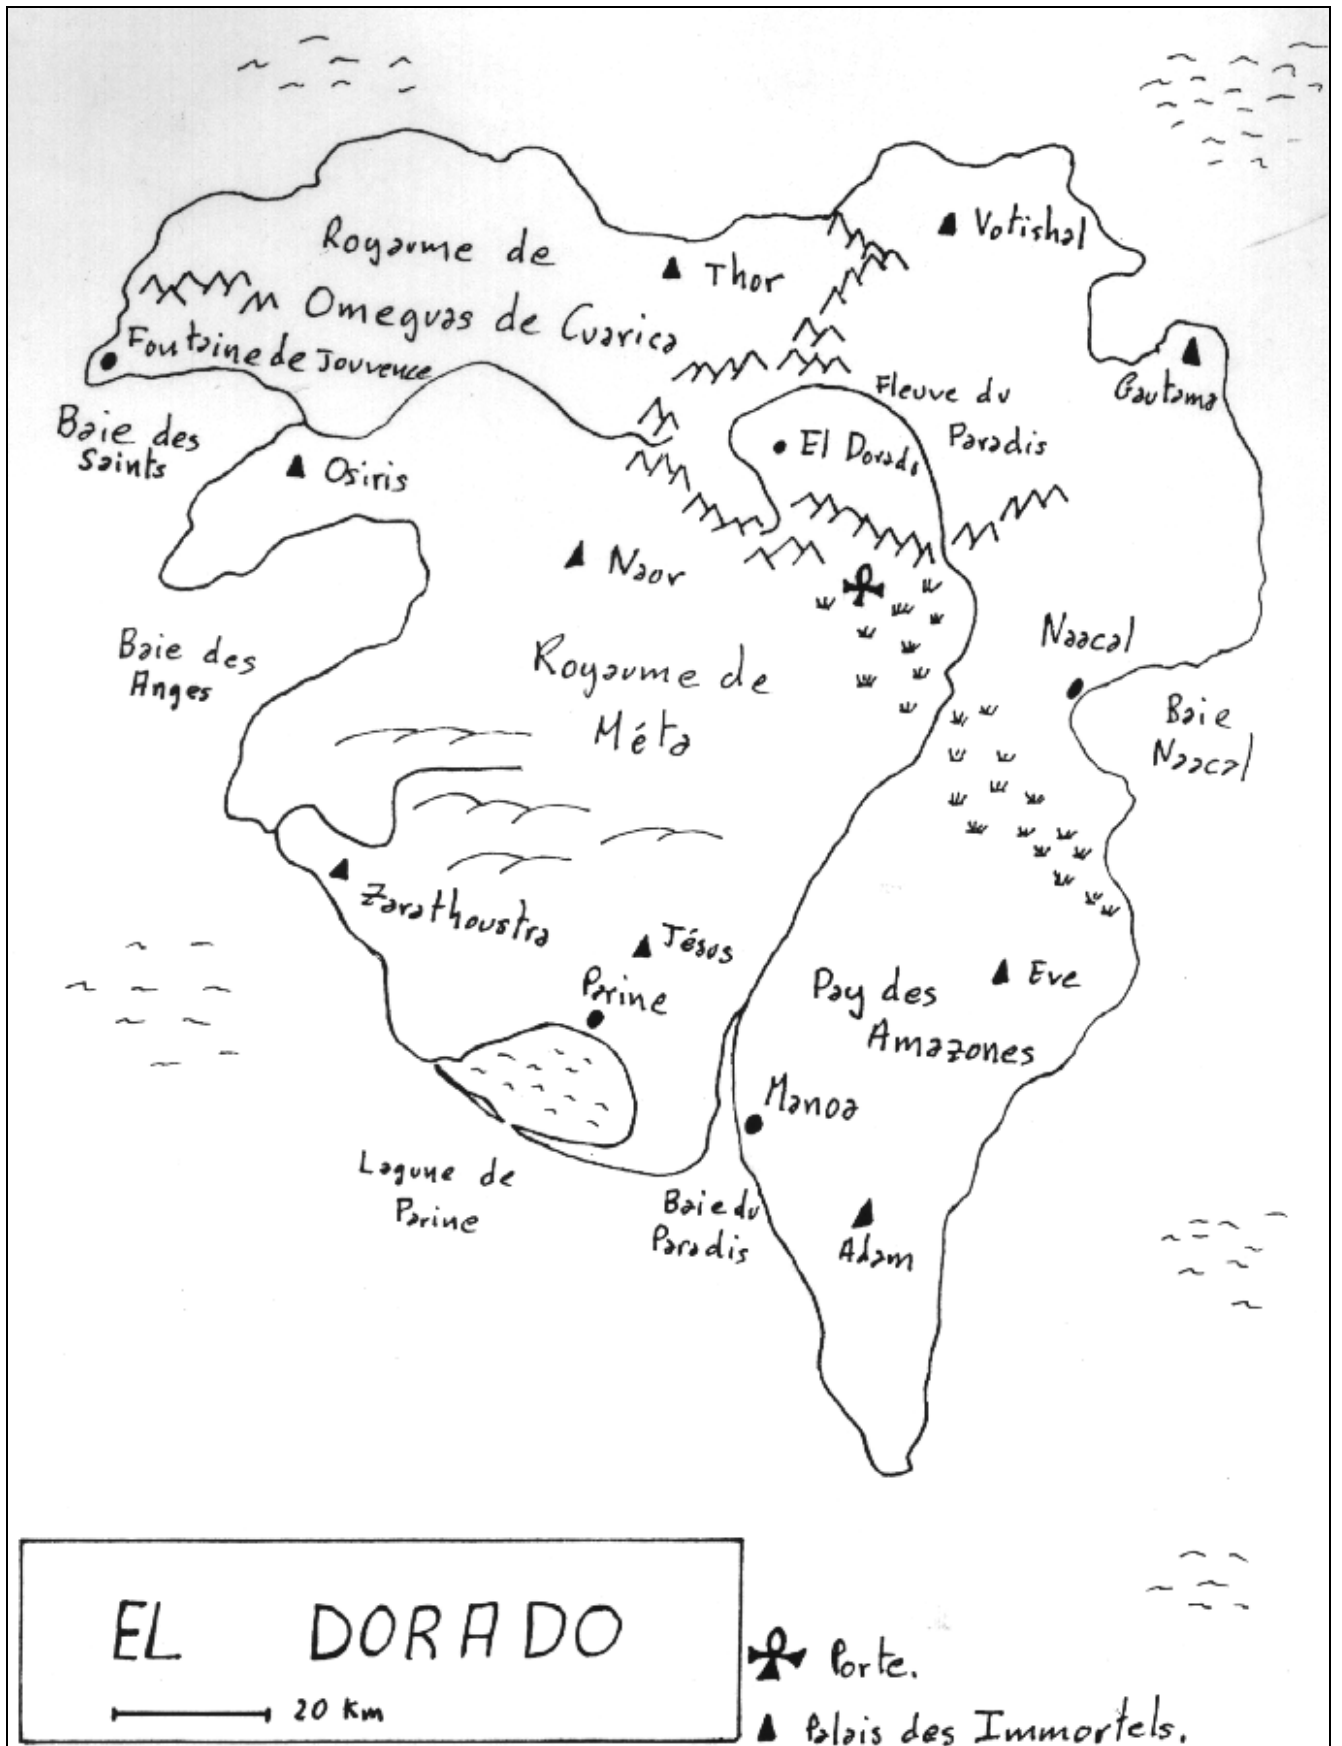 Votishal
Royaume de
Thor
Omeguas de Cuarica
Fontaine de Jouvence
Gautama
Fleuve du
Paradis
Baie des
Saints
El Dorado
Osiris
Naor
Naacal
Baie des
Anges
Royaume de
Méta
Baie
Naacal
Zarathoustra
Jésus
Parine
Eve
Pay des
Amazones
Manoa
Lagune de
Parine
Baie du
Paradis
Adam
EL DORADO
20 Km
Porte.
Palais des Immortels.